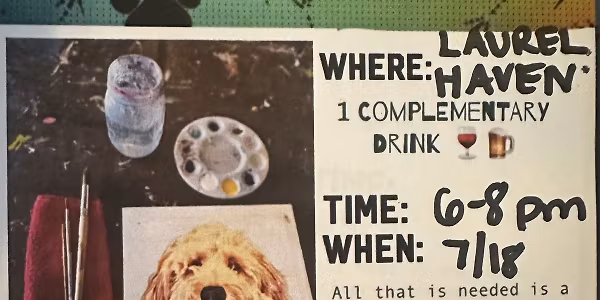 WHERE: LAUREL
HAVEN
1 COMPLEMENTARY
DRINK
TIME: 6-8 pm
WHEN: 7/18
All that is needed is a